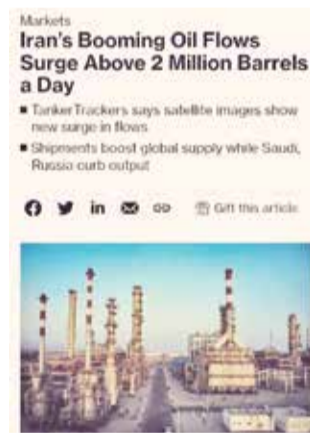 Markets
Iran's Booming Oil Flows
Surge Above 2 Million Barrels
a Day
TankerTrackers says satellite images show
new surge in flows
Shipments boost global supply while Saudi,
Russia curb output
Gift this article